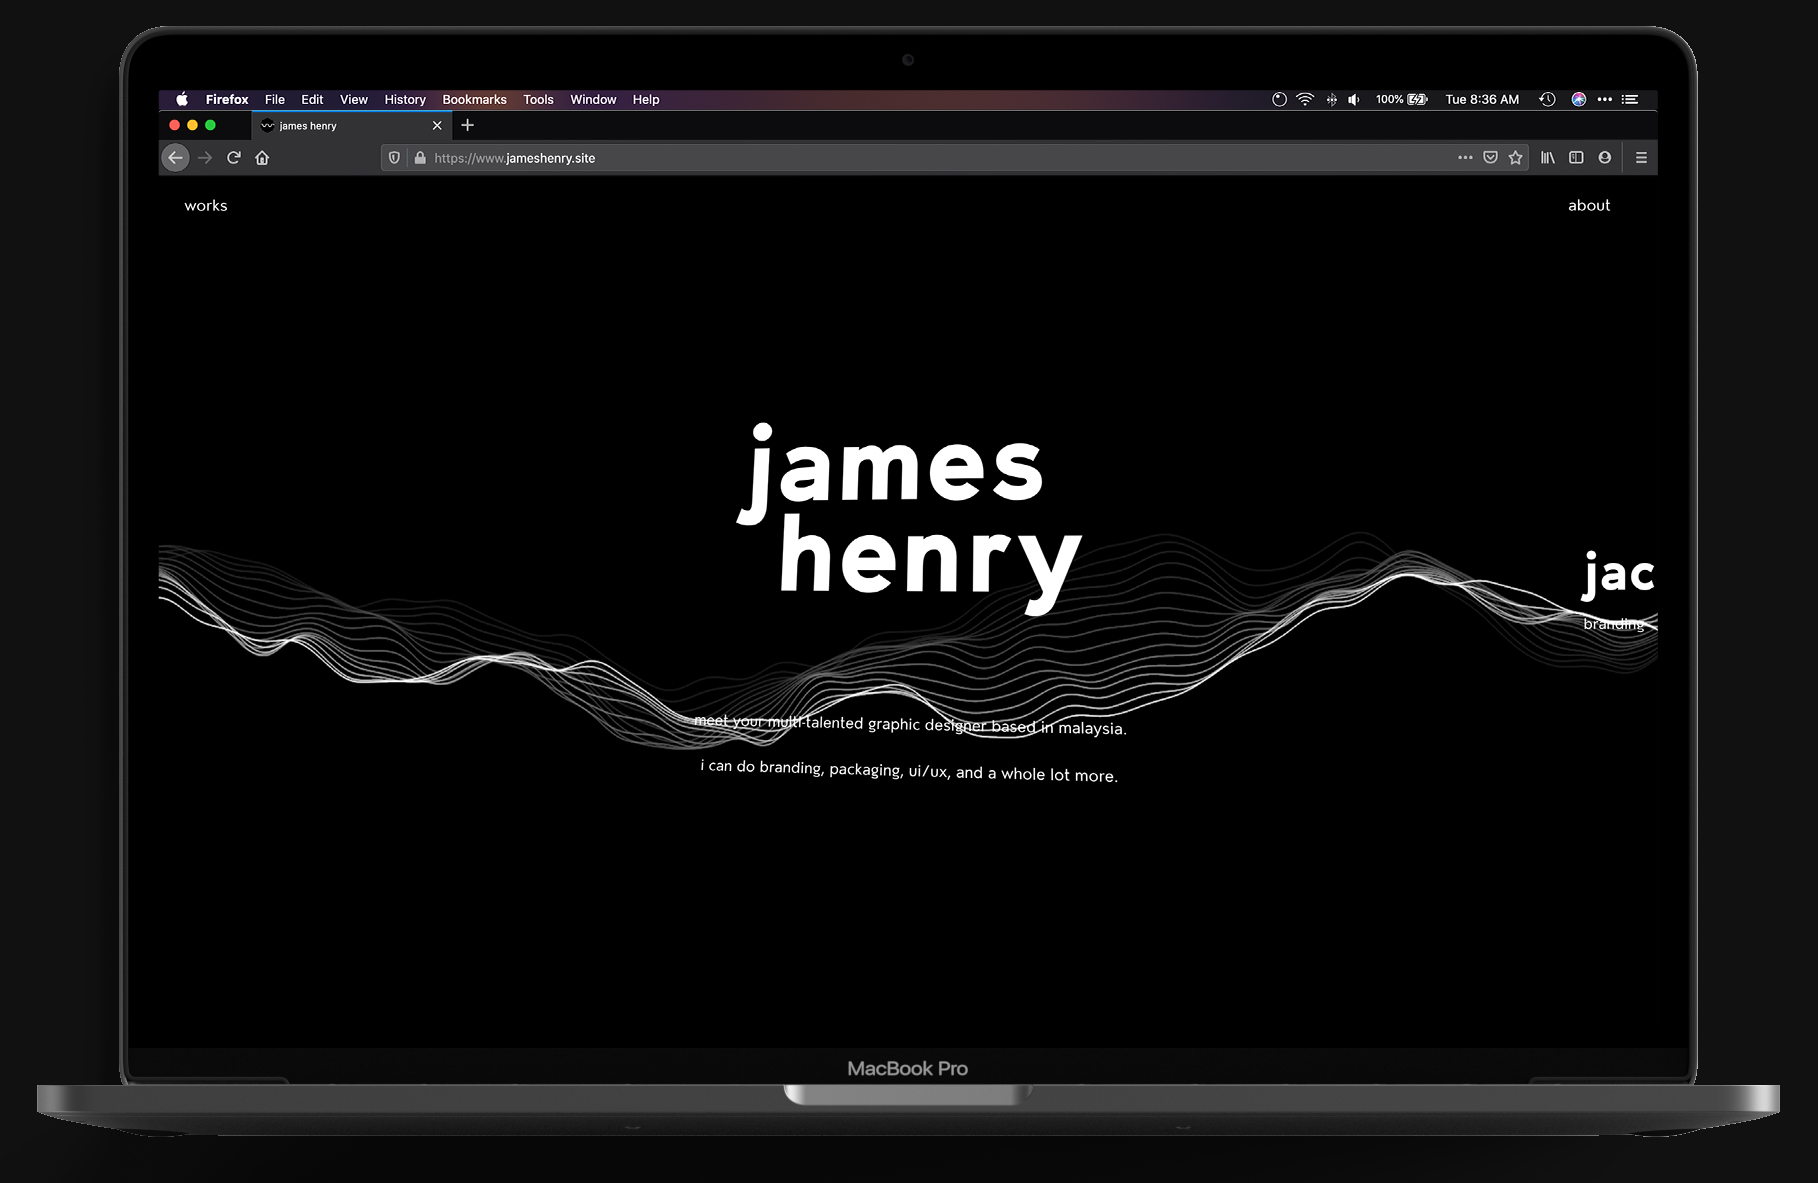 Firefox File Edit View History Bookmarks Tools Window Help 100% Tue 8:36 AM
james henry
https://www.jameshenry.site
works about
james
henry
jac
branding
meet your multi-talented graphic designer based in malaysia.
i can do branding, packaging, ui/ux, and a whole lot more.
MacBook Pro